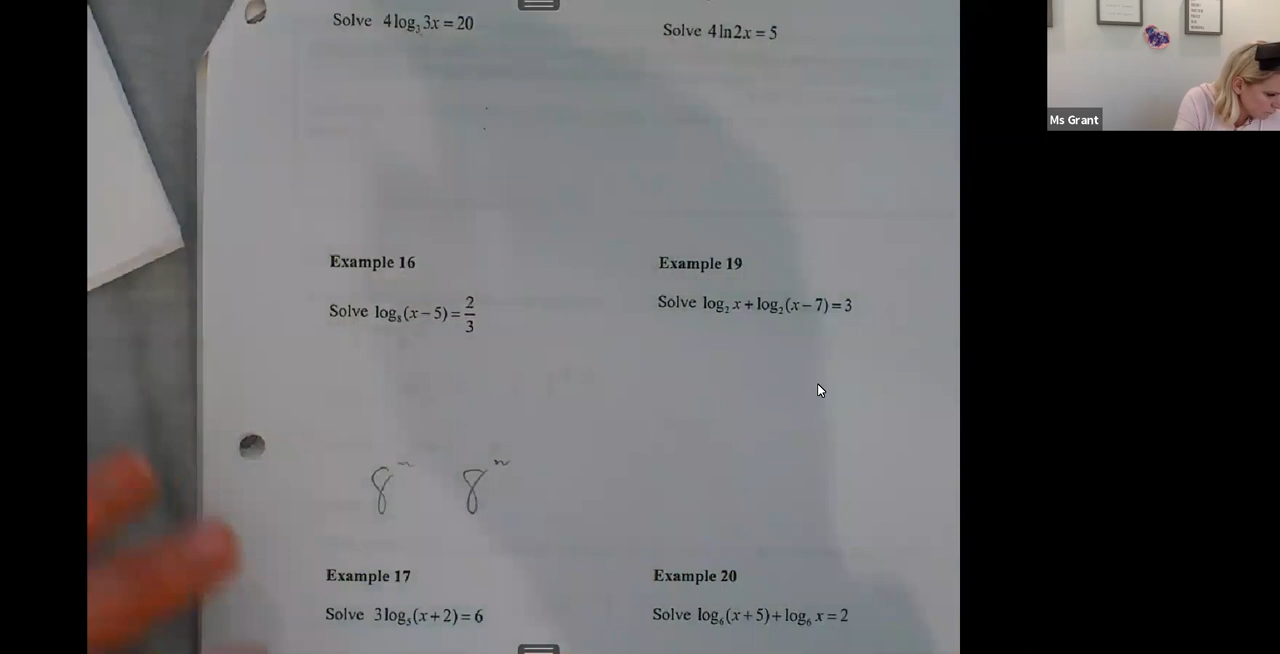 Solve 4log₃3x = 20
Solve 4ln2x = 5
Ms Grant
Example 16
Solve log₈(x − 5) = 2/3
Example 19
Solve log₂x + log₂(x − 7) = 3
8 8
Example 17
Solve 3log₅(x + 2) = 6
Example 20
Solve log₆(x + 5) + log₆x = 2